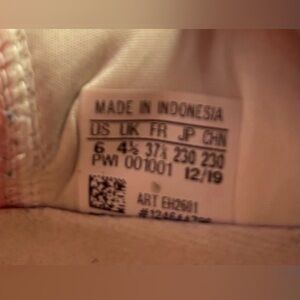 MADE IN INDONESIA
US UK FR JP CHN
6 4½ 37⅓ 230 230
PWI 001001 12/19
ART EH2601